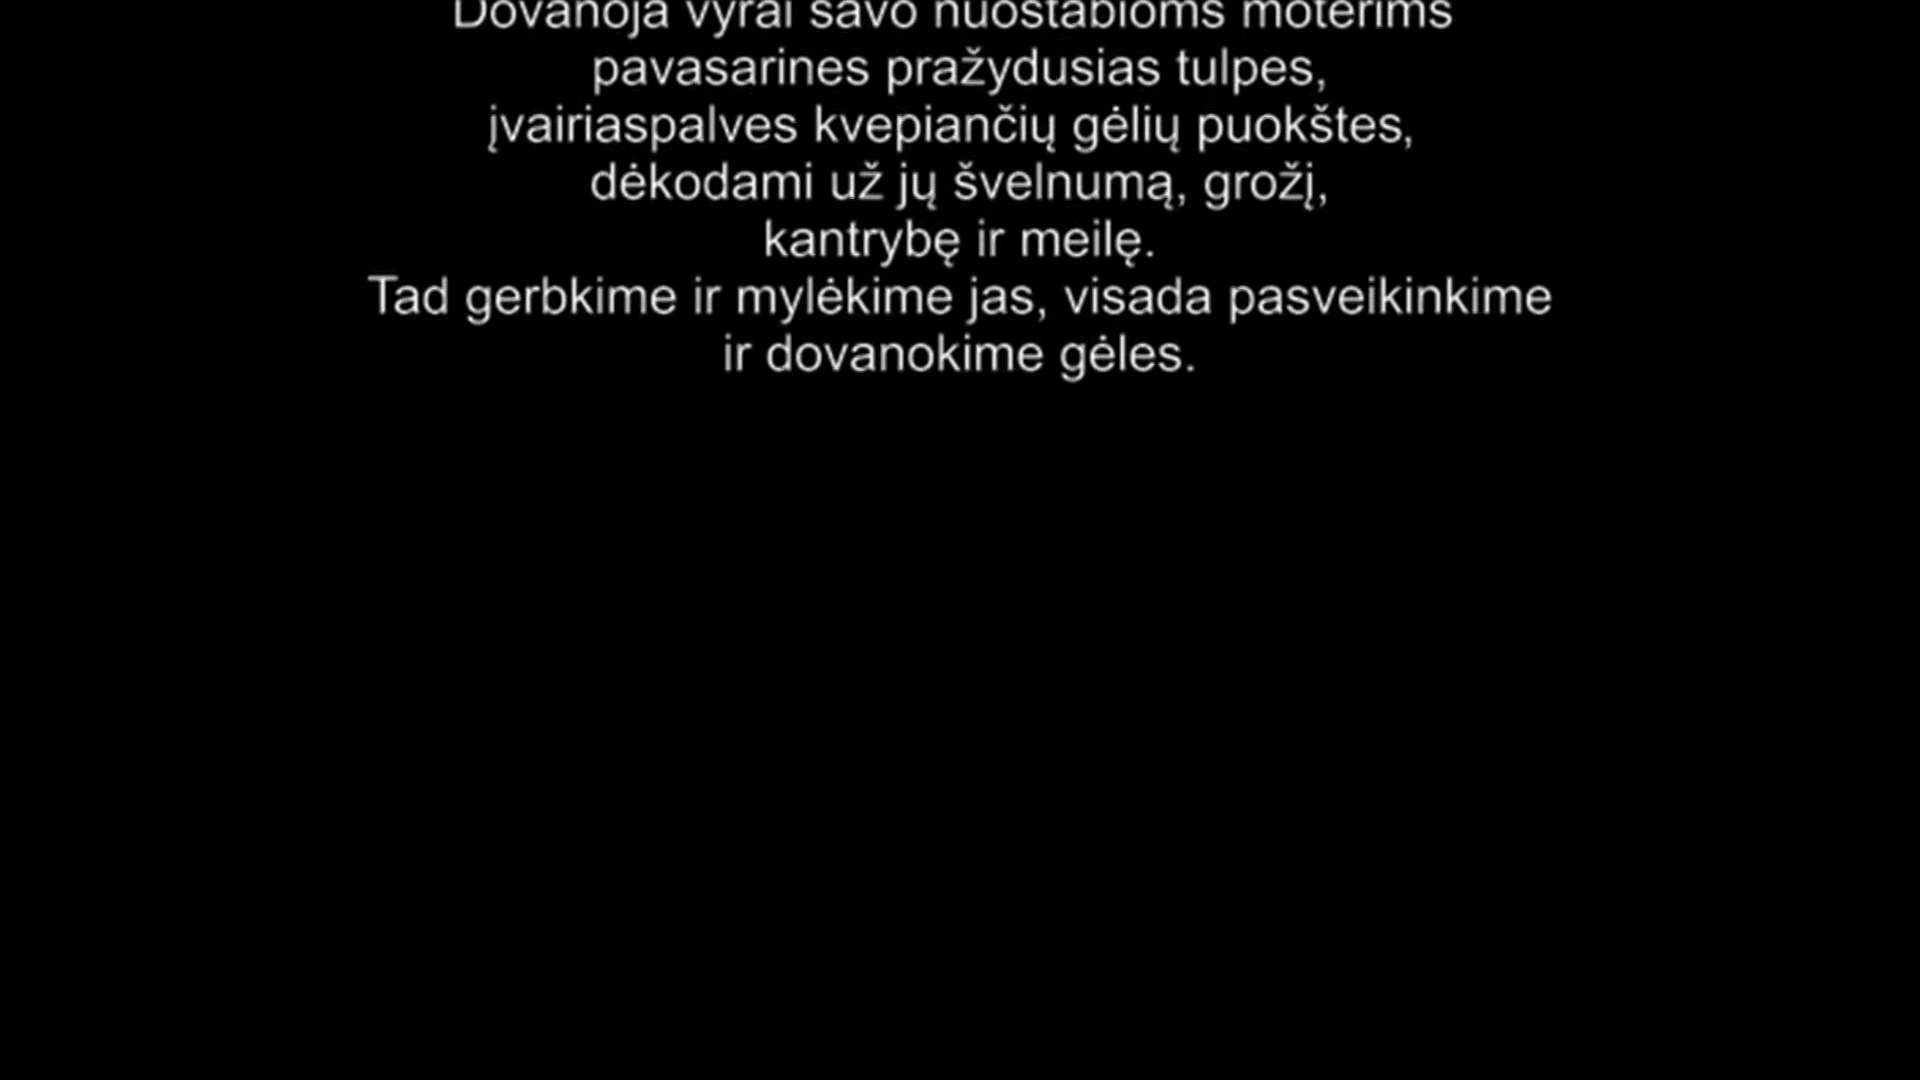 Dovanoja vyrai savo nuostabioms moterims
pavasarines pražydusias tulpes,
įvairiaspalves kvepiančių gėlių puokštes,
dėkodami už jų švelnumą, grožį,
kantrybę ir meilę.
Tad gerbkime ir mylėkime jas, visada pasveikinkime
ir dovanokime gėles.